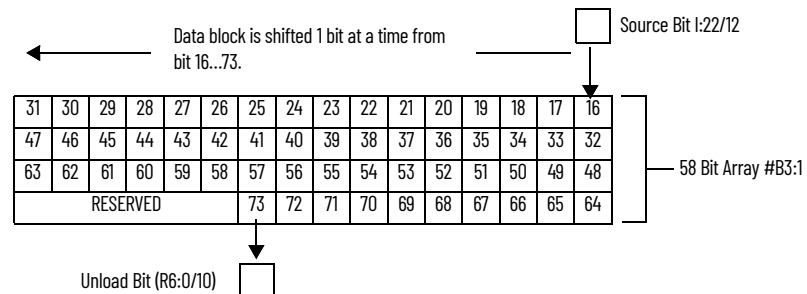 Source Bit I:22/12
Data block is shifted 1 bit at a time from
bit 16...73.
31 30 29 28 27 26 25 24 23 22 21 20 19 18 17 16
47 46 45 44 43 42 41 40 39 38 37 36 35 34 33 32
63 62 61 60 59 58 57 56 55 54 53 52 51 50 49 48
58 Bit Array #B3:1
RESERVED 73 72 71 70 69 68 67 66 65 64
Unload Bit (R6:0/10)